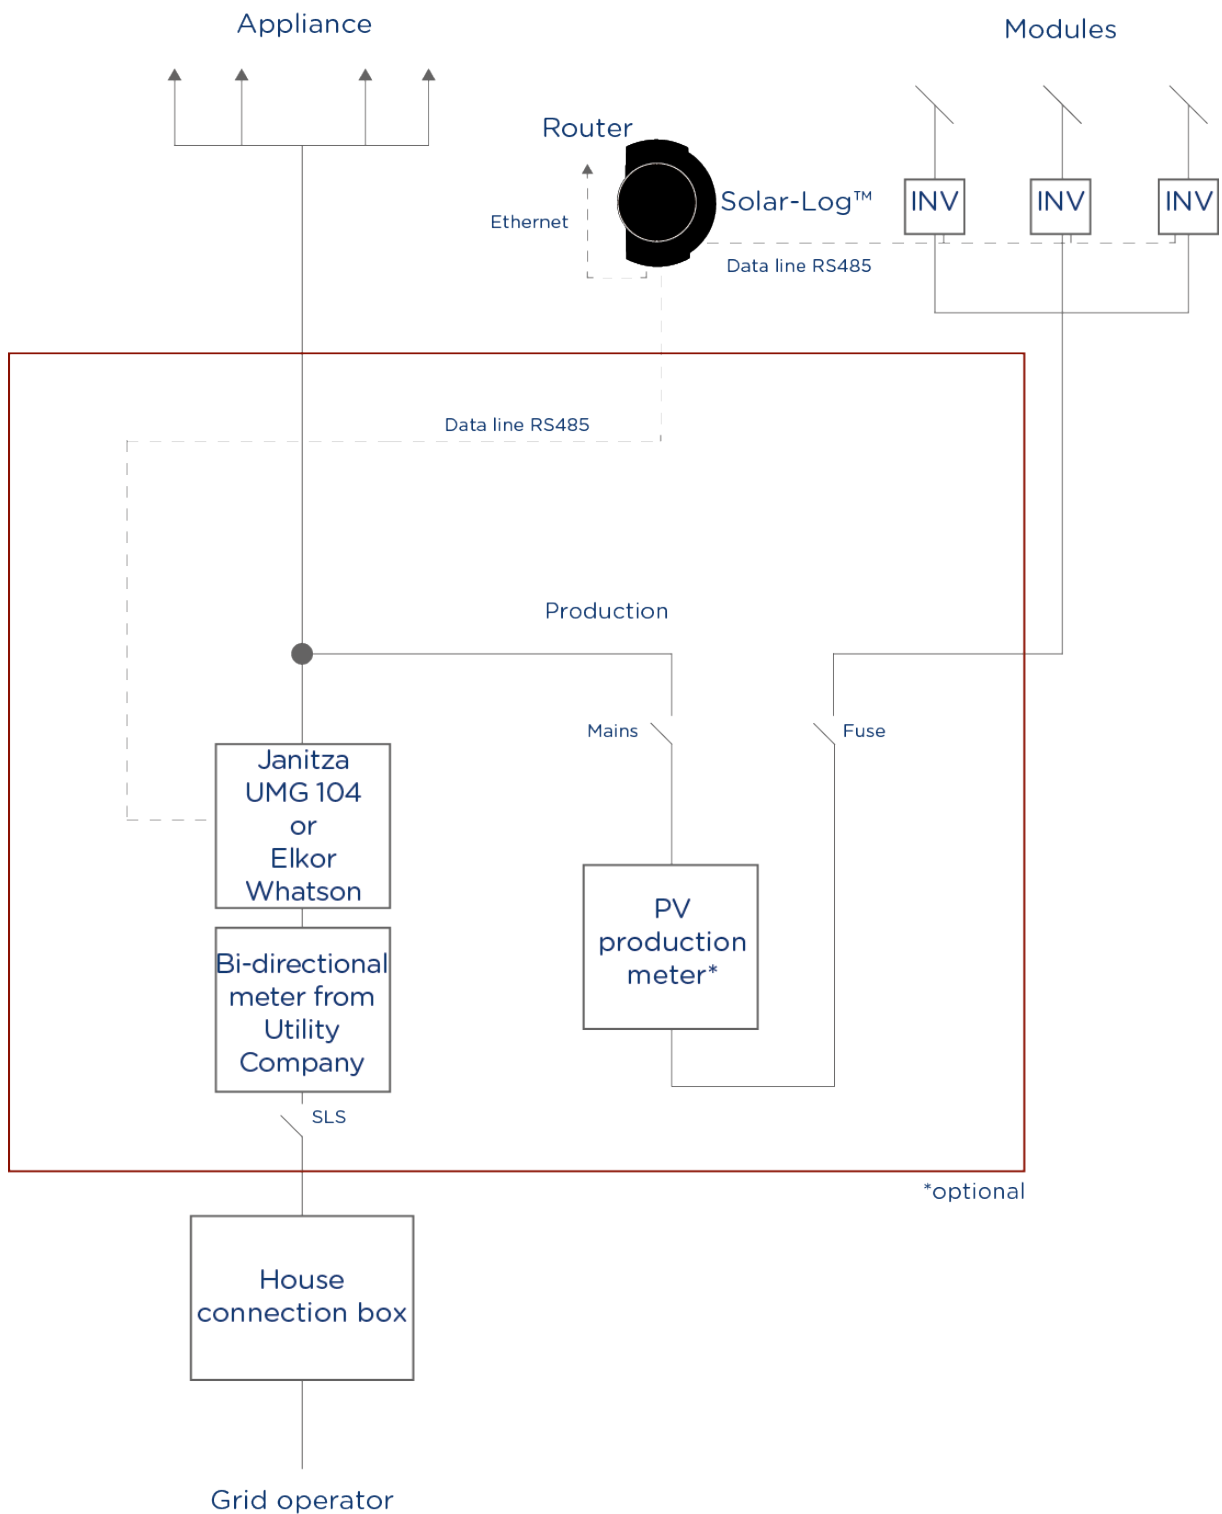 Appliance
Modules
Router
Solar-Log™
INV
INV
INV
Ethernet
Data line RS485
Data line RS485
Production
Mains
Fuse
Janitza
UMG 104
or
Elkor
Whatson
PV
production
meter*
Bi-directional
meter from
Utility
Company
SLS
*optional
House
connection box
Grid operator